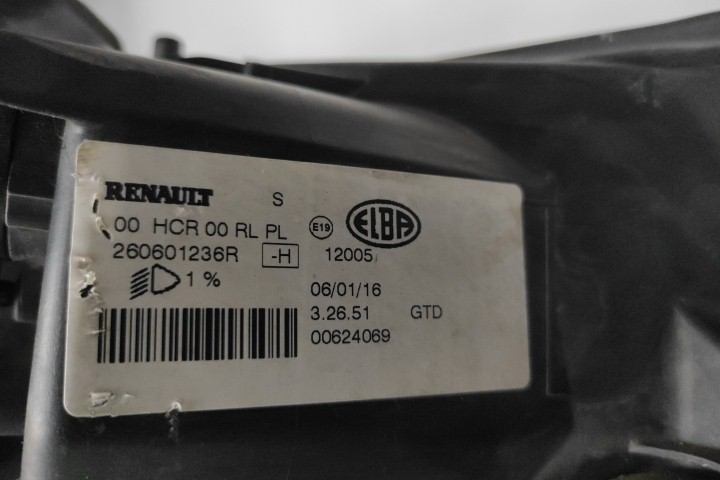 RENAULT S
00 HCR 00 RL PL E19 ELBA
260601236R -H 12005
1 %
06/01/16
3.26.51 GTD
00624069